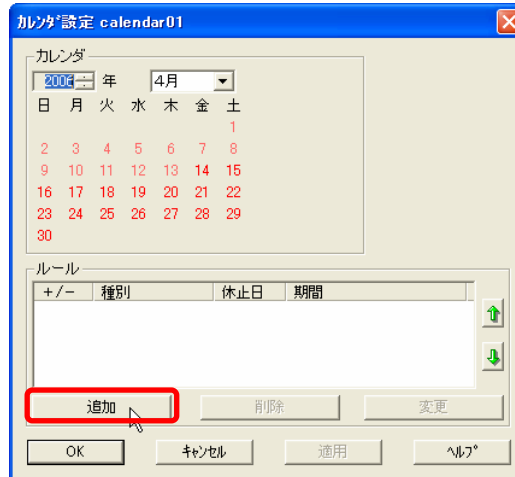 ｶﾚﾝﾀﾞ設定 calendar01
カレンダ
2006 年 4月
日 月 火 水 木 金 土
1
2 3 4 5 6 7 8
9 10 11 12 13 14 15
16 17 18 19 20 21 22
23 24 25 26 27 28 29
30
ルール
+/- 種別 休止日 期間
追加 削除 変更
OK ｷｬﾝｾﾙ 適用 ﾍﾙﾌﾟ